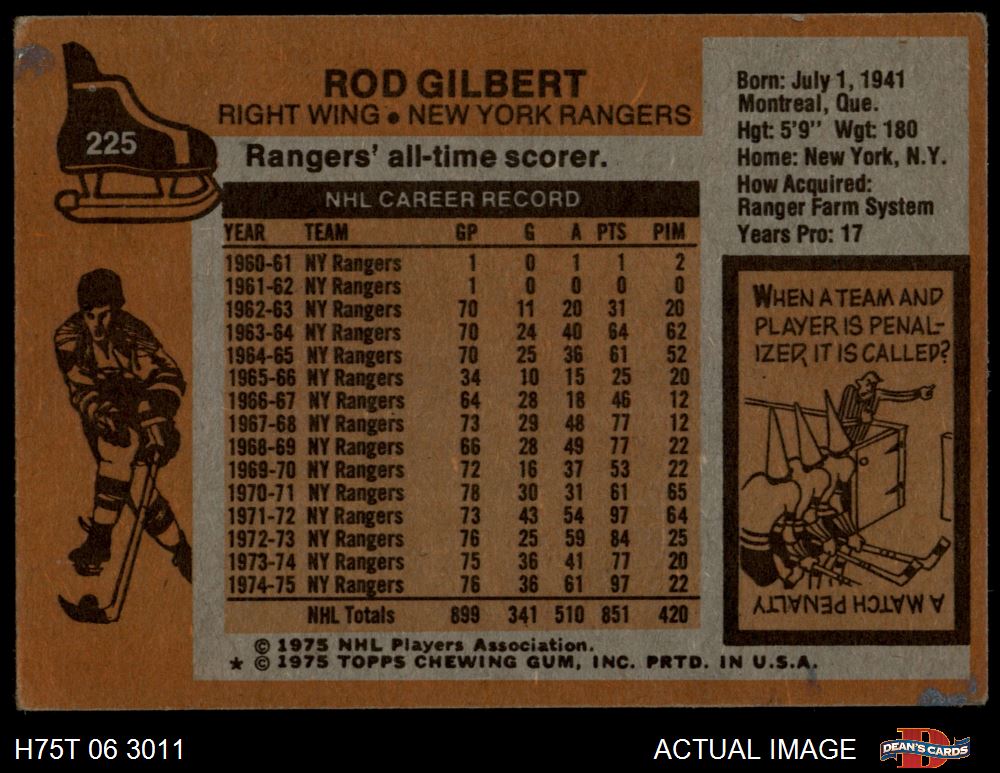 225
ROD GILBERT
RIGHT WING • NEW YORK RANGERS
Rangers' all-time scorer.
NHL CAREER RECORD
YEAR TEAM GP G A PTS PIM
1960-61 NY Rangers 1 0 1 1 2
1961-62 NY Rangers 1 0 0 0 0
1962-63 NY Rangers 70 11 20 31 20
1963-64 NY Rangers 70 24 40 64 62
1964-65 NY Rangers 70 25 36 61 52
1965-66 NY Rangers 34 10 15 25 20
1966-67 NY Rangers 64 28 18 46 12
1967-68 NY Rangers 73 29 48 77 12
1968-69 NY Rangers 66 28 49 77 22
1969-70 NY Rangers 72 16 37 53 22
1970-71 NY Rangers 78 30 31 61 65
1971-72 NY Rangers 73 43 54 97 64
1972-73 NY Rangers 76 25 59 84 25
1973-74 NY Rangers 75 36 41 77 20
1974-75 NY Rangers 76 36 61 97 22
NHL Totals 899 341 510 851 420
© 1975 NHL Players Association.
★ © 1975 TOPPS CHEWING GUM, INC. PRTD. IN U.S.A.
Born: July 1, 1941
Montreal, Que.
Hgt: 5'9" Wgt: 180
Home: New York, N.Y.
How Acquired:
Ranger Farm System
Years Pro: 17
WHEN A TEAM AND
PLAYER IS PENAL-
IZED, IT IS CALLED?
A MATCH PENALTY
H75T 06 3011
ACTUAL IMAGE
DEAN'S CARDS